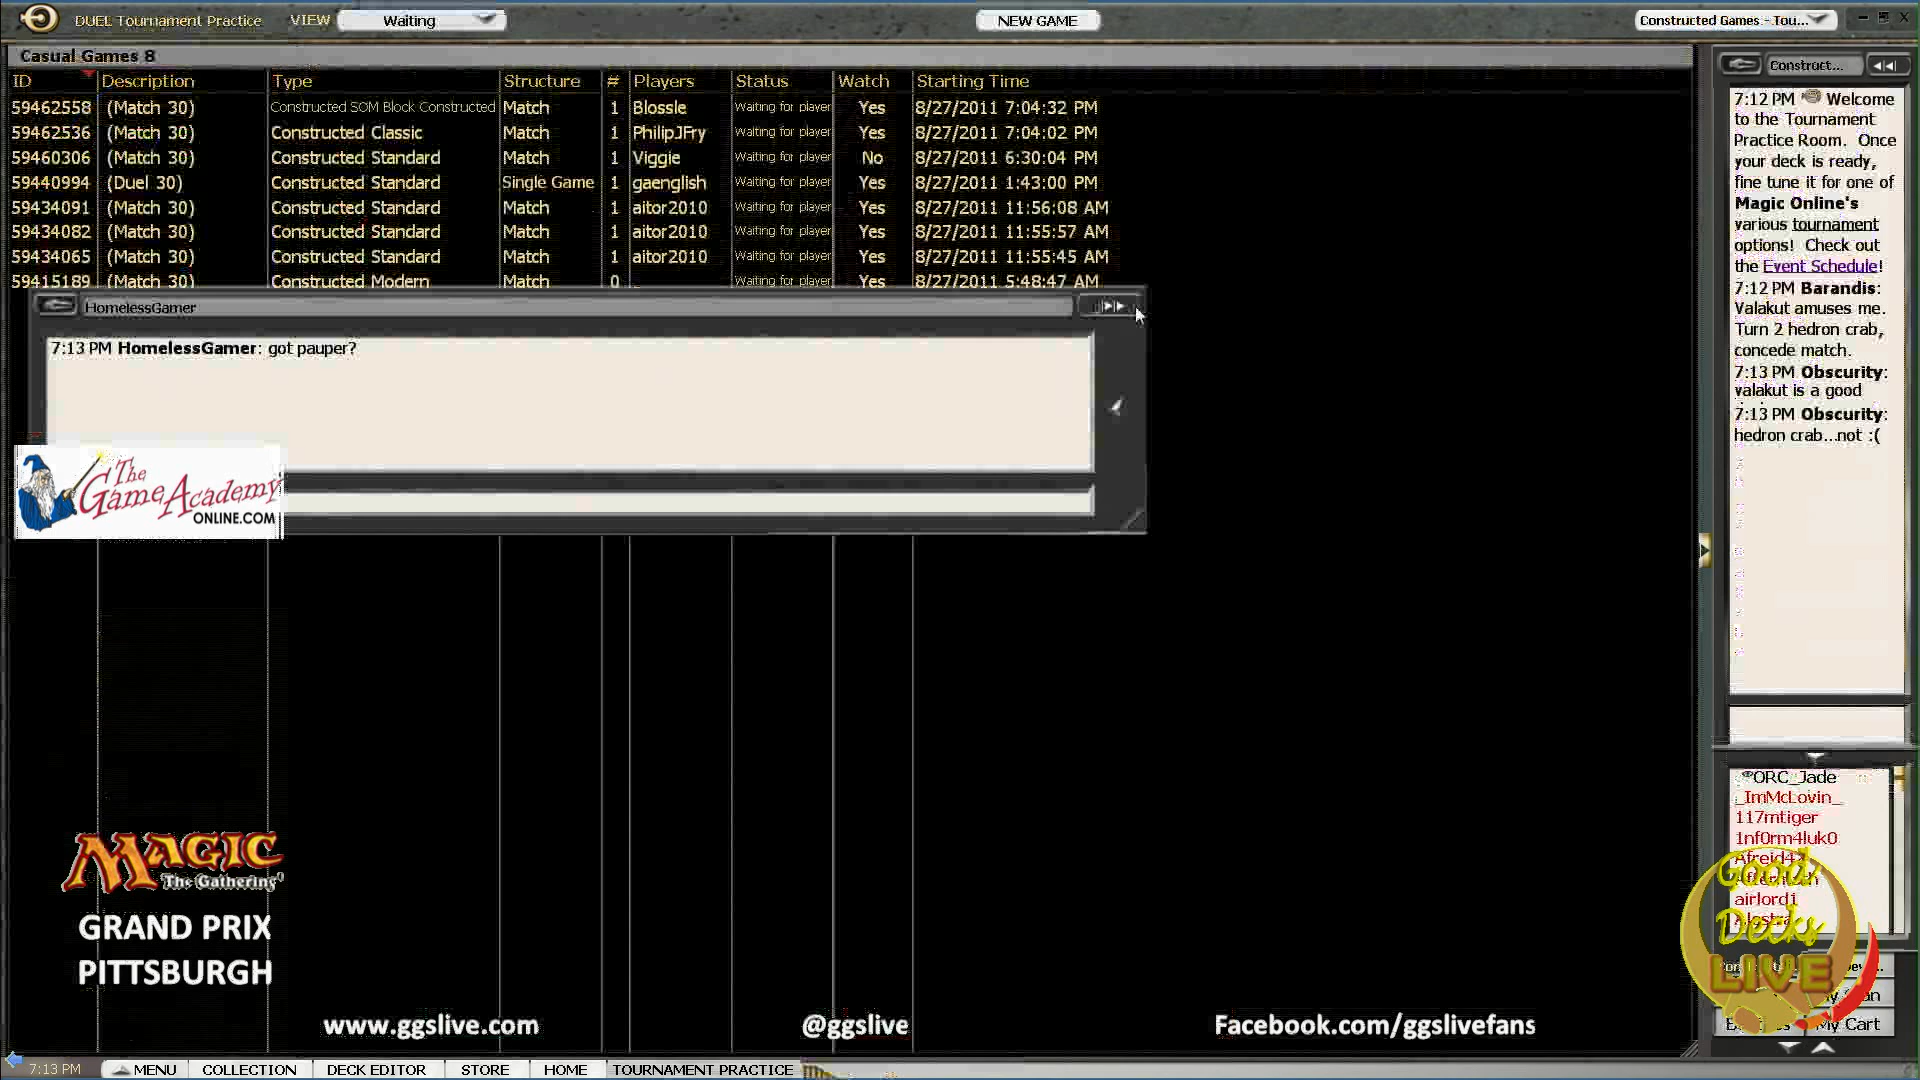 DUEL Tournament Practice VIEW Waiting NEW GAME Constructed Games - Tou...
Casual Games 8
ID Description Type Structure # Players Status Watch Starting Time
59462558 (Match 30) Constructed SOM Block Constructed Match 1 Blossle Waiting for player Yes 8/27/2011 7:04:32 PM
59462536 (Match 30) Constructed Classic Match 1 PhilipJFry Waiting for player Yes 8/27/2011 7:04:02 PM
59460306 (Match 30) Constructed Standard Match 1 Viggie Waiting for player No 8/27/2011 6:30:04 PM
59440994 (Duel 30) Constructed Standard Single Game 1 gaenglish Waiting for player Yes 8/27/2011 1:43:00 PM
59434091 (Match 30) Constructed Standard Match 1 aitor2010 Waiting for player Yes 8/27/2011 11:56:08 AM
59434082 (Match 30) Constructed Standard Match 1 aitor2010 Waiting for player Yes 8/27/2011 11:55:57 AM
59434065 (Match 30) Constructed Standard Match 1 aitor2010 Waiting for player Yes 8/27/2011 11:55:45 AM
59415189 (Match 30) Constructed Modern Match 0 Waiting for player Yes 8/27/2011 5:48:47 AM
HomelessGamer
7:13 PM HomelessGamer: got pauper?
The
GameAcademy
ONLINE.COM
MAGIC
The Gathering
GRAND PRIX
PITTSBURGH
www.ggslive.com @ggslive Facebook.com/ggslivefans
Construct...
7:12 PM Welcome
to the Tournament
Practice Room. Once
your deck is ready,
fine tune it for one of
Magic Online's
various tournament
options! Check out
the Event Schedule!
7:12 PM Barandis:
Valakut amuses me.
Turn 2 hedron crab,
concede match.
7:13 PM Obscurity:
valakut is a good
7:13 PM Obscurity:
hedron crab...not :(
ORC_Jade
_ImMcLovin_
117mtiger
1nf0rm4luk0
airlord1
Good
Decks
LIVE
My Cart
7:13 PM MENU COLLECTION DECK EDITOR STORE HOME TOURNAMENT PRACTICE